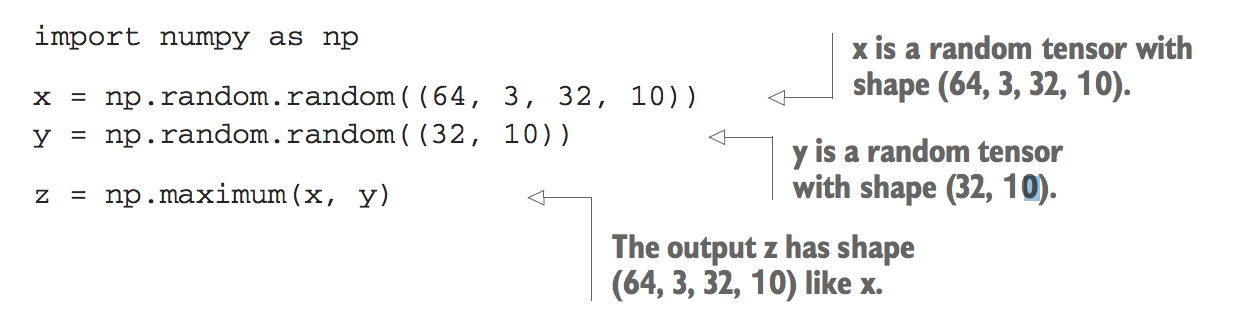 import numpy as np
x = np.random.random((64, 3, 32, 10))
x is a random tensor with
shape (64, 3, 32, 10).
y = np.random.random((32, 10))
y is a random tensor
with shape (32, 10).
z = np.maximum(x, y)
The output z has shape
(64, 3, 32, 10) like x.